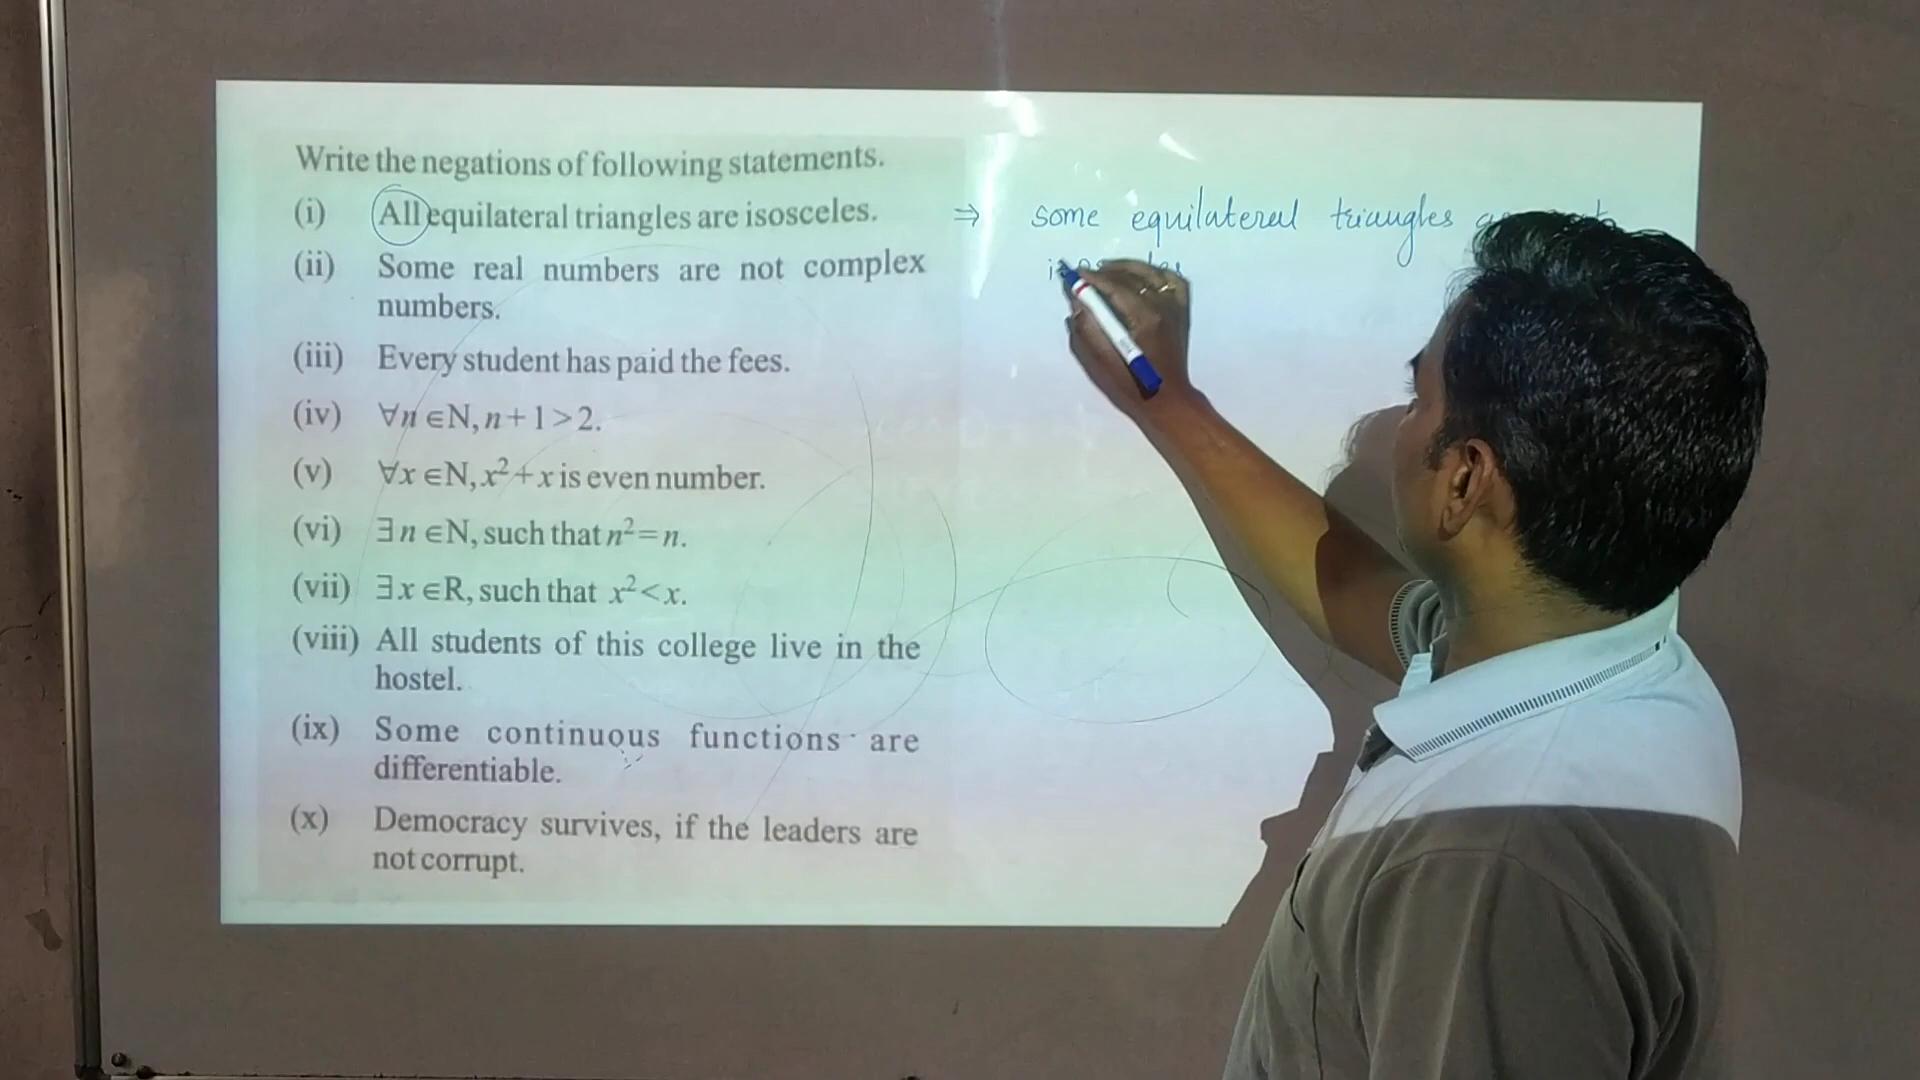 Write the negations of following statements.
(i) All equilateral triangles are isosceles. ⇒ some equilateral triangles
(ii) Some real numbers are not complex
numbers.
(iii) Every student has paid the fees.
(iv) ∀n ∈N, n+1>2.
(v) ∀x ∈N, x²+x is even number.
(vi) ∃n ∈N, such that n²=n.
(vii) ∃x ∈R, such that x²<x.
(viii) All students of this college live in the
hostel.
(ix) Some continuous functions are
differentiable.
(x) Democracy survives, if the leaders are
not corrupt.